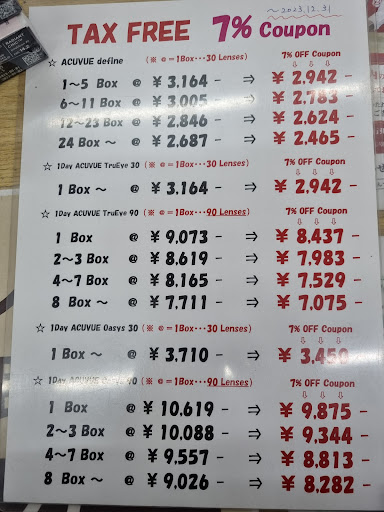 ~2023.12.31
TAX FREE 7% Coupon
☆ ACUVUE define (※ @=1Box・・・30 Lenses) 7% OFF Coupon
⇩ ⇩ ⇩
1～5 Box @ ¥ 3.164 - ⇒ ¥ 2,942 -
6～11 Box @ ¥ 3.005 - ⇒ ¥ 2,783 -
12～23 Box @ ¥ 2.846 - ⇒ ¥ 2,624 -
24 Box ～ @ ¥ 2,687 - ⇒ ¥ 2,465 -
☆ 1Day ACUVUE TruEye 30 (※ @=1Box・・・30 Lenses) 7% OFF Coupon
⇩ ⇩ ⇩
1 Box ～ @ ¥ 3,164 - ⇒ ¥ 2,942 -
☆ 1Day ACUVUE TruEye 90 (※ @=1Box・・・90 Lenses) 7% OFF Coupon
⇩ ⇩ ⇩
1 Box @ ¥ 9,073 - ⇒ ¥ 8,437 -
2～3 Box @ ¥ 8,619 - ⇒ ¥ 7,983 -
4～7 Box @ ¥ 8,165 - ⇒ ¥ 7,529 -
8 Box ～ @ ¥ 7,711 - ⇒ ¥ 7,075 -
☆ 1Day ACUVUE Oasys 30 (※ @=1Box・・・30 Lenses) 7% OFF Coupon
⇩ ⇩ ⇩
1 Box ～ @ ¥ 3,710 - ⇒ ¥ 3,450 -
☆ 1Day ACUVUE 90 (※ @=1Box・・・90 Lenses) 7% OFF Coupon
⇩ ⇩ ⇩
1 Box @ ¥ 10,619 - ⇒ ¥ 9,875 -
2～3 Box @ ¥ 10,088 - ⇒ ¥ 9,344 -
4～7 Box @ ¥ 9,557 - ⇒ ¥ 8,813 -
8 Box ～ @ ¥ 9,026 - ⇒ ¥ 8,282 -